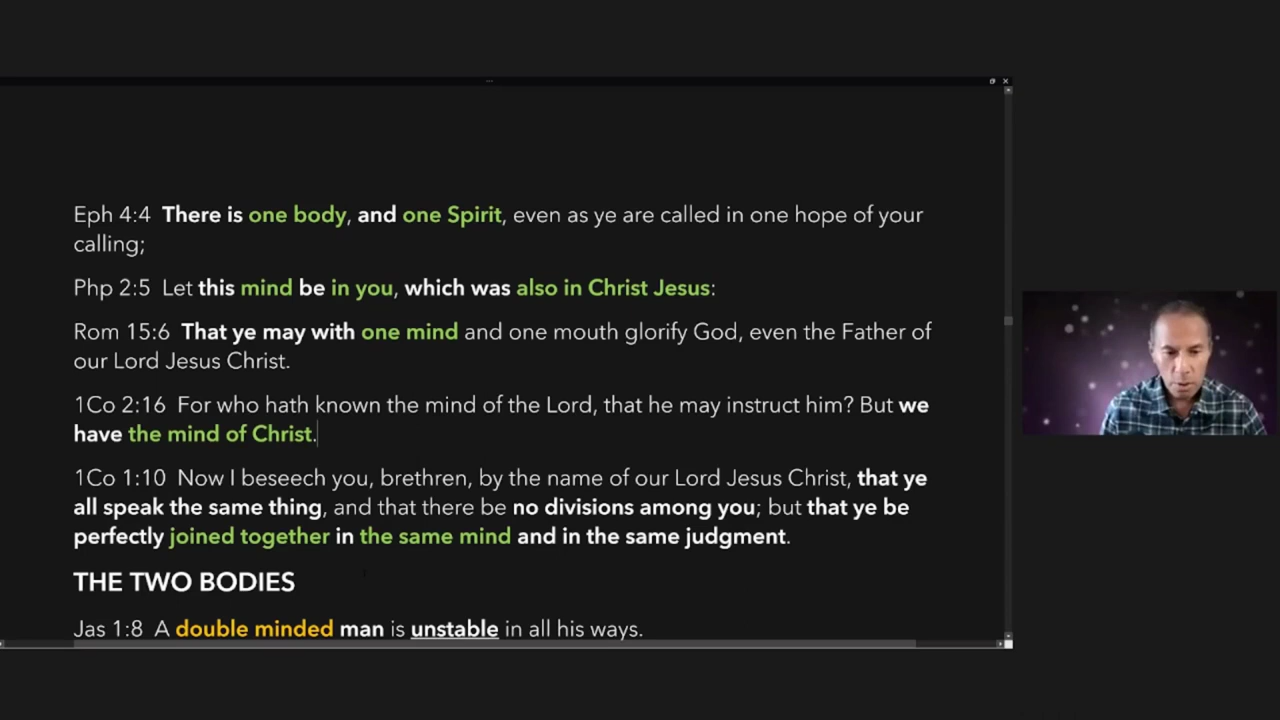 Eph 4:4  There is one body, and one Spirit, even as ye are called in one hope of your
calling;
Php 2:5  Let this mind be in you, which was also in Christ Jesus:
Rom 15:6  That ye may with one mind and one mouth glorify God, even the Father of
our Lord Jesus Christ.
1Co 2:16  For who hath known the mind of the Lord, that he may instruct him? But we
have the mind of Christ.
1Co 1:10  Now I beseech you, brethren, by the name of our Lord Jesus Christ, that ye
all speak the same thing, and that there be no divisions among you; but that ye be
perfectly joined together in the same mind and in the same judgment.
THE TWO BODIES
Jas 1:8  A double minded man is unstable in all his ways.